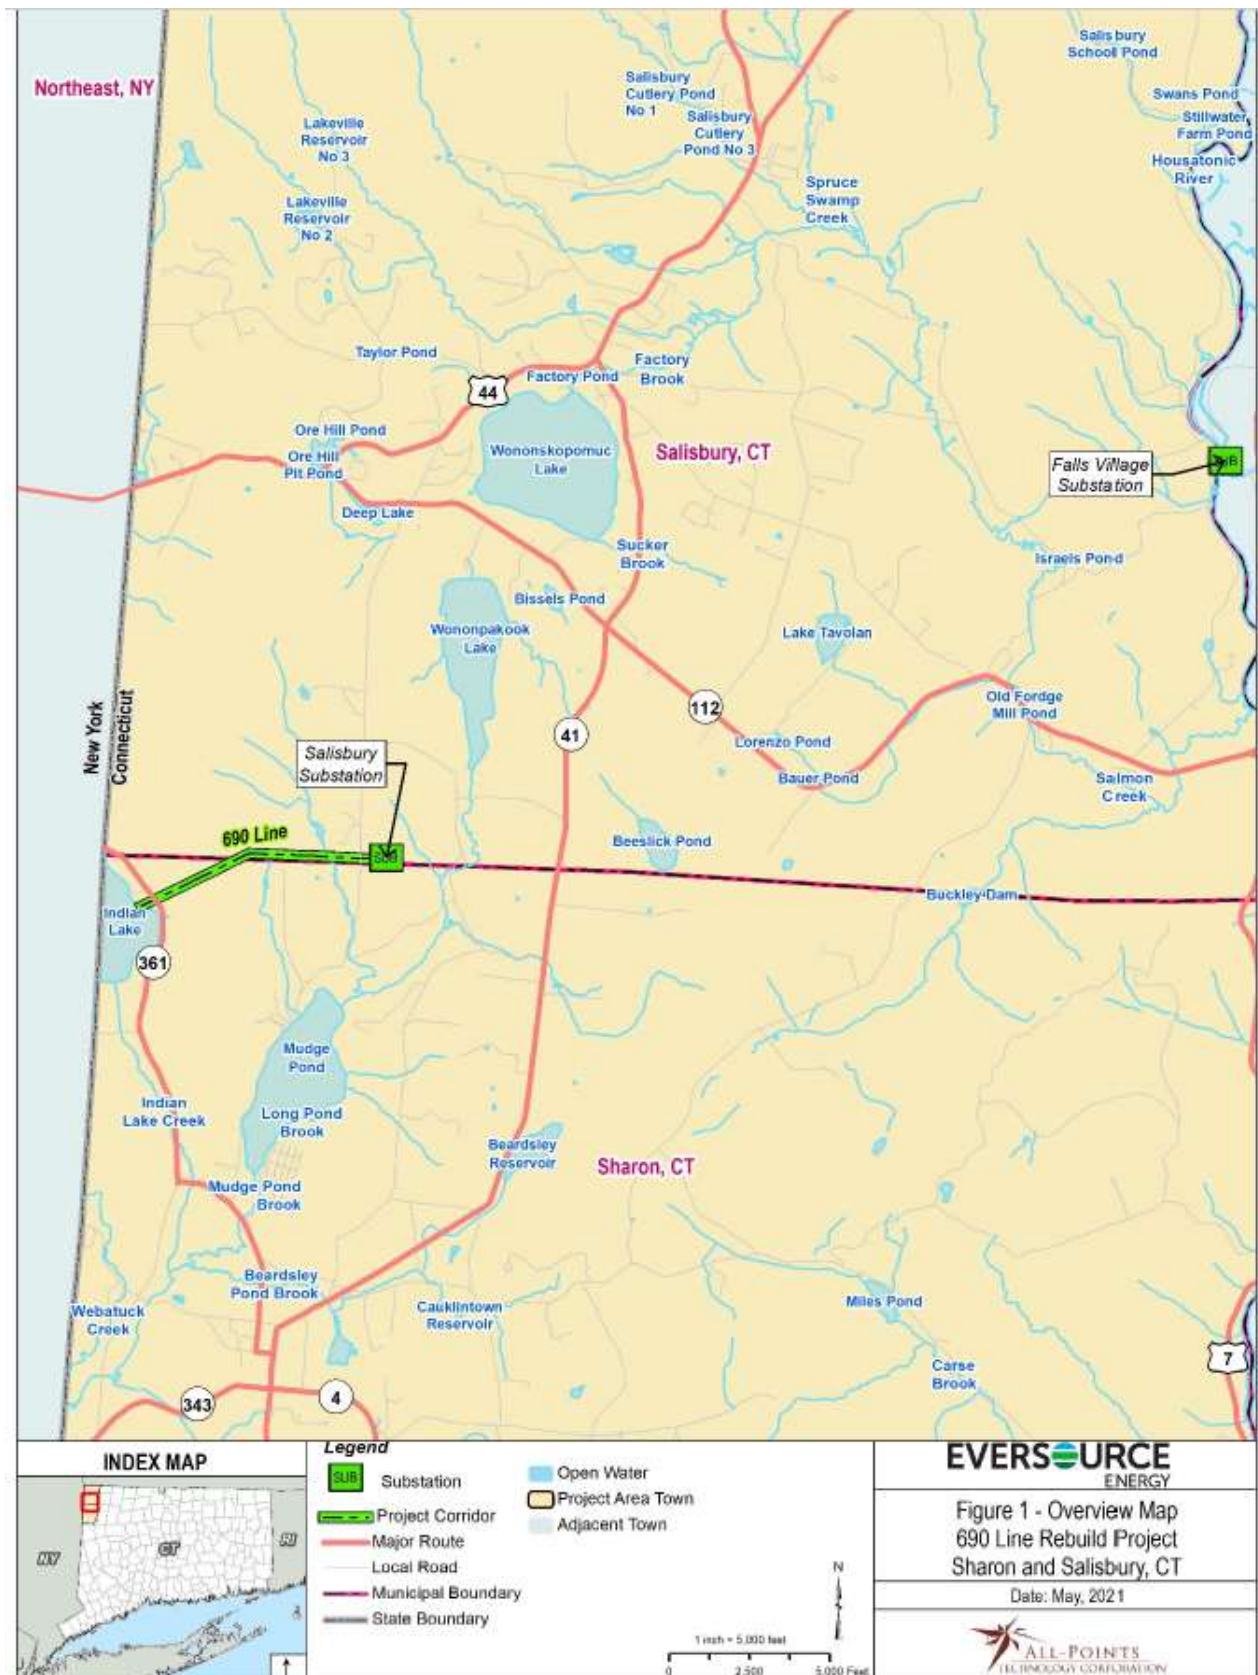 Northeast, NY
Salisbury
School Pond
Salisbury
Cutlery Pond
No 1
Swans Pond
Salisbury
Cutlery
Pond No 3
Stillwater
Farm Pond
Lakeville
Reservoir
No 3
Housatonic
River
Spruce
Swamp
Creek
Lakeville
Reservoir
No 2
Taylor Pond
Factory
Brook
Factory Pond
44
Ore Hill Pond
Ore Hill
Pit Pond
Wononskopomuc
Lake
Salisbury, CT
Falls Village
Substation
SUB
Deep Lake
Sucker
Brook
Israels Pond
Bissels Pond
Wononpakook
Lake
Lake Tavolan
Old Fordge
Mill Pond
New York
Connecticut
112
41
Lorenzo Pond
Salisbury
Substation
Bauer Pond
Salmon
Creek
690 Line
Beeslick Pond
SUB
Buckley Dam
Indian
Lake
361
Mudge
Pond
Indian
Lake Creek
Long Pond
Brook
Beardsley
Reservoir
Sharon, CT
Mudge Pond
Brook
Beardsley
Pond Brook
Webatuck
Creek
Cauklintown
Reservoir
Miles Pond
7
Carse
Brook
343
4
INDEX MAP
NY
CT
RI
Legend
SUB
Substation
Project Corridor
Major Route
Local Road
Municipal Boundary
State Boundary
Open Water
Project Area Town
Adjacent Town
N
1 inch = 5,000 feet
0 2,500 5,000 Feet
EVERSOURCE
ENERGY
Figure 1 - Overview Map
690 Line Rebuild Project
Sharon and Salisbury, CT
Date: May, 2021
ALL-POINTS
TECHNOLOGY CORPORATION